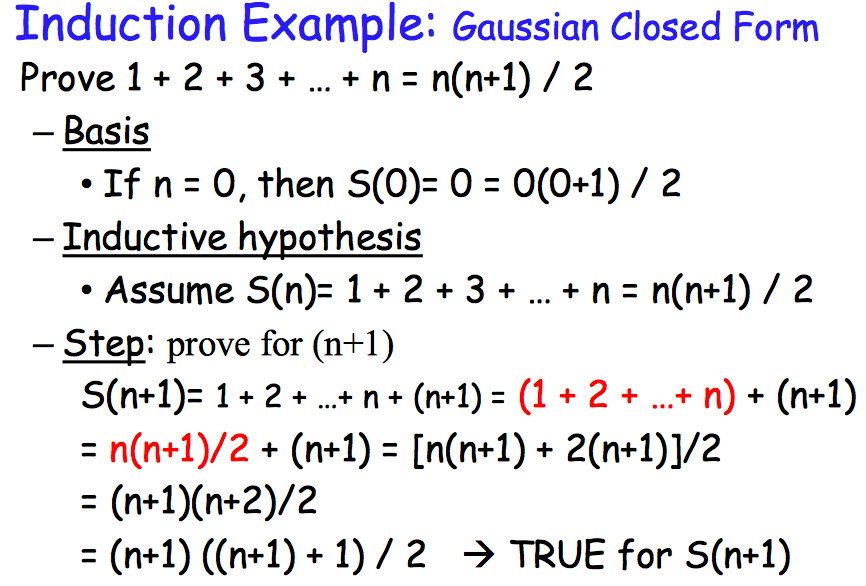 Induction Example: Gaussian Closed Form
Prove 1 + 2 + 3 + … + n = n(n+1) / 2
– Basis
• If n = 0, then S(0)= 0 = 0(0+1) / 2
– Inductive hypothesis
• Assume S(n)= 1 + 2 + 3 + … + n = n(n+1) / 2
– Step: prove for (n+1)
S(n+1)= 1 + 2 + …+ n + (n+1) = (1 + 2 + …+ n) + (n+1)
= n(n+1)/2 + (n+1) = [n(n+1) + 2(n+1)]/2
= (n+1)(n+2)/2
= (n+1) ((n+1) + 1) / 2 → TRUE for S(n+1)